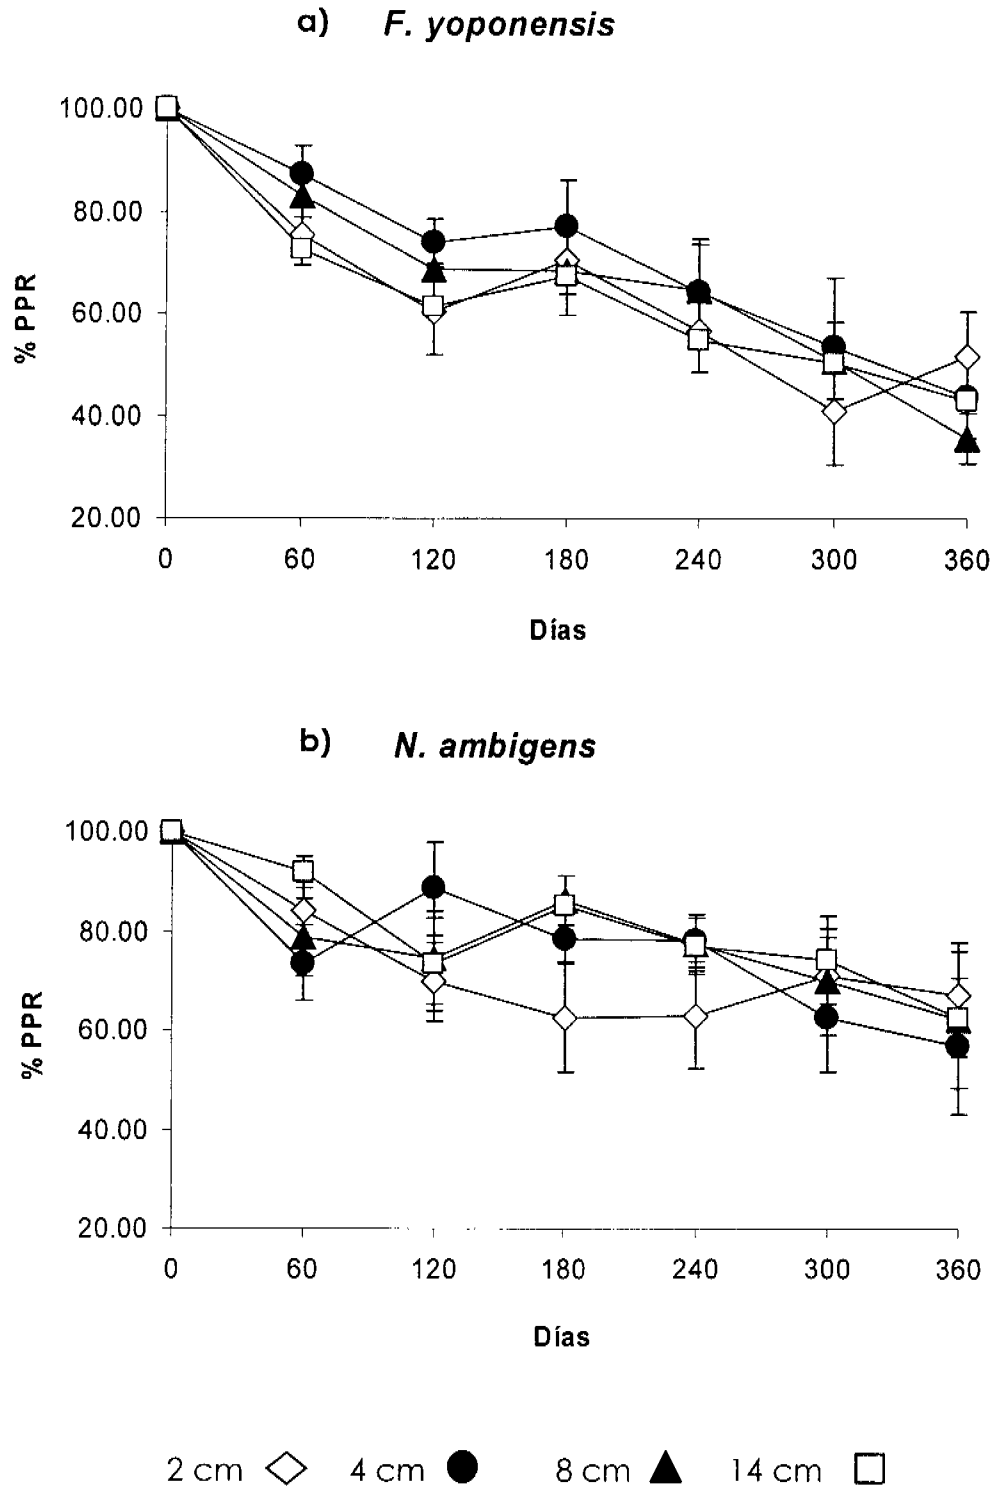 a) F. yoponensis
100.00
80.00
60.00
40.00
20.00
% PPR
0 60 120 180 240 300 360
Días
b) N. ambigens
100.00
80.00
60.00
40.00
20.00
% PPR
0 60 120 180 240 300 360
Días
2 cm 4 cm 8 cm 14 cm